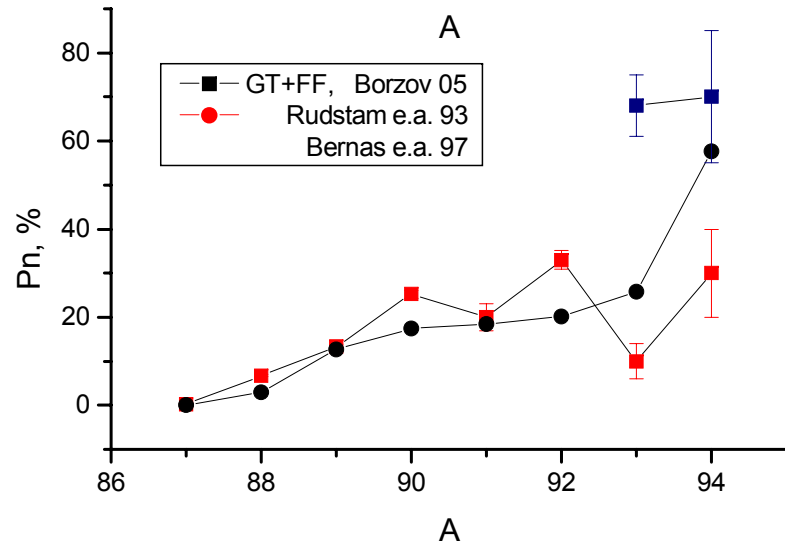 A
80
GT+FF, Borzov 05
Rudstam e.a. 93
Bernas e.a. 97
60
40
20
0
Pn, %
86 88 90 92 94
A